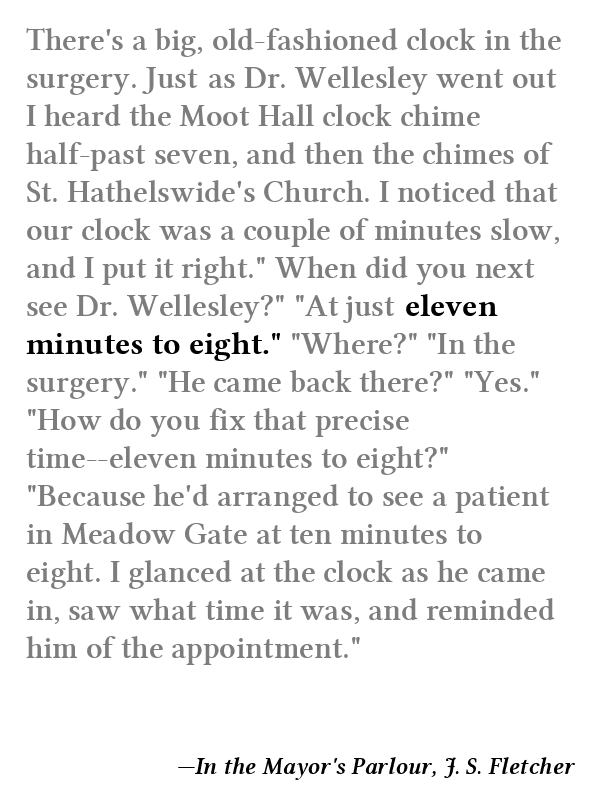 There's a big, old-fashioned clock in the
surgery. Just as Dr. Wellesley went out
I heard the Moot Hall clock chime
half-past seven, and then the chimes of
St. Hathelswide's Church. I noticed that
our clock was a couple of minutes slow,
and I put it right." When did you next
see Dr. Wellesley?" "At just eleven
minutes to eight." "Where?" "In the
surgery." "He came back there?" "Yes."
"How do you fix that precise
time--eleven minutes to eight?"
"Because he'd arranged to see a patient
in Meadow Gate at ten minutes to
eight. I glanced at the clock as he came
in, saw what time it was, and reminded
him of the appointment."
—In the Mayor's Parlour, J. S. Fletcher